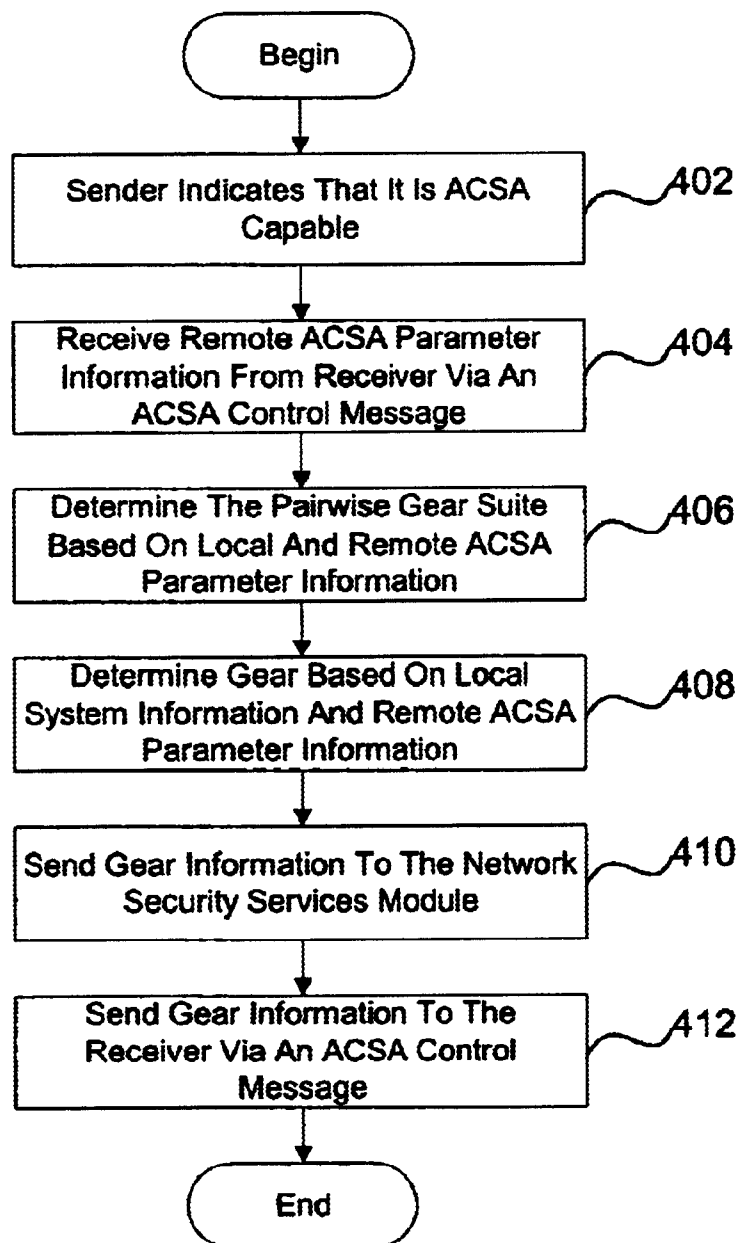 Begin
Sender Indicates That It Is ACSA
Capable
402
Receive Remote ACSA Parameter
Information From Receiver Via An
ACSA Control Message
404
Determine The Pairwise Gear Suite
Based On Local And Remote ACSA
Parameter Information
406
Determine Gear Based On Local
System Information And Remote ACSA
Parameter Information
408
Send Gear Information To The Network
Security Services Module
410
Send Gear Information To The
Receiver Via An ACSA Control
Message
412
End